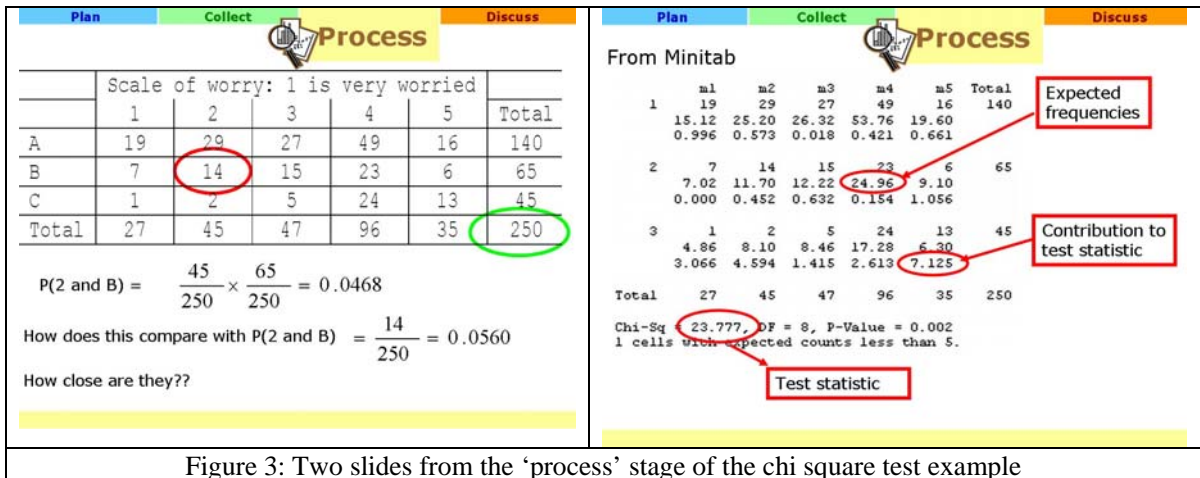 Plan Collect Discuss
Process
Scale of worry: 1 is very worried
1 2 3 4 5 Total
A 19 29 27 49 16 140
B 7 14 15 23 6 65
C 1 2 5 24 13 45
Total 27 45 47 96 35 250
P(2 and B) = 45/250 × 65/250 = 0.0468
How does this compare with P(2 and B) = 14/250 = 0.0560
How close are they??
Plan Collect Discuss
Process
From Minitab
m1 m2 m3 m4 m5 Total
1 19 29 27 49 16 140
15.12 25.20 26.32 53.76 19.60
0.996 0.573 0.018 0.421 0.661
Expected
frequencies
2 7 14 15 23 6 65
7.02 11.70 12.22 24.96 9.10
0.000 0.452 0.632 0.154 1.056
3 1 2 5 24 13 45
4.86 8.10 8.46 17.28 6.30
3.066 4.594 1.415 2.613 7.125
Contribution to
test statistic
Total 27 45 47 96 35 250
Chi-Sq = 23.777, DF = 8, P-Value = 0.002
1 cells with expected counts less than 5.
Test statistic
Figure 3: Two slides from the ‘process’ stage of the chi square test example